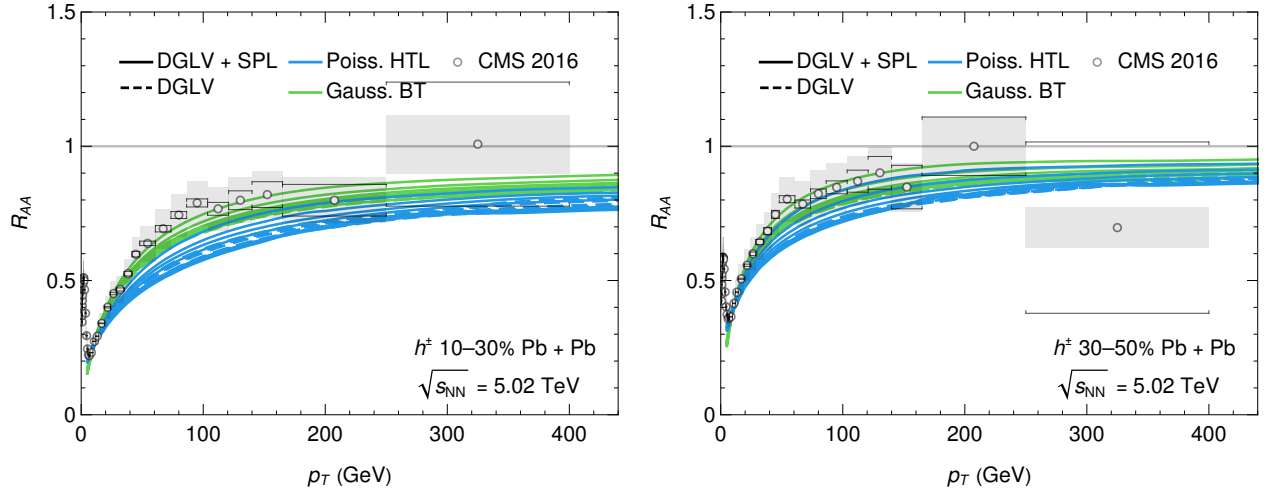 1.5
DGLV + SPL
Poiss. HTL
CMS 2016
DGLV
Gauss. BT
1
R_AA
0.5
h± 10–30% Pb + Pb
√s_NN = 5.02 TeV
0
0
100
200
300
400
p_T (GeV)
1.5
DGLV + SPL
Poiss. HTL
CMS 2016
DGLV
Gauss. BT
1
R_AA
0.5
h± 30–50% Pb + Pb
√s_NN = 5.02 TeV
0
0
100
200
300
400
p_T (GeV)